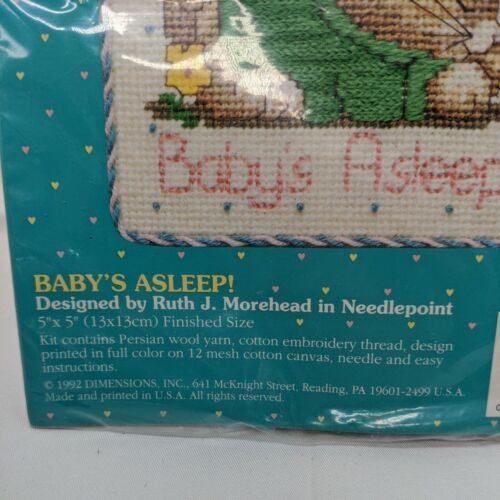 Baby's Asleep
BABY'S ASLEEP!
Designed by Ruth J. Morehead in Needlepoint
5"x 5" (13x13cm) Finished Size
Kit contains Persian wool yarn, cotton embroidery thread, design
printed in full color on 12 mesh cotton canvas, needle and easy
instructions.
© 1992 DIMENSIONS, INC., 641 McKnight Street, Reading, PA 19601-2499 U.S.A.
Made and printed in U.S.A. All rights reserved.